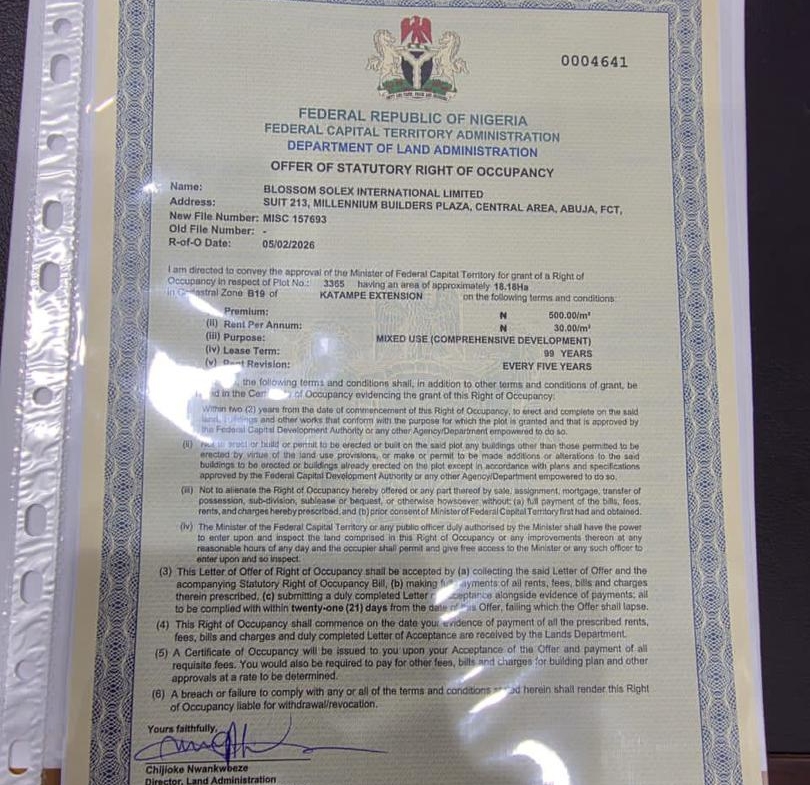 0004641
FEDERAL REPUBLIC OF NIGERIA
FEDERAL CAPITAL TERRITORY ADMINISTRATION
DEPARTMENT OF LAND ADMINISTRATION
OFFER OF STATUTORY RIGHT OF OCCUPANCY
Name: BLOSSOM SOLEX INTERNATIONAL LIMITED
Address: SUIT 213, MILLENNIUM BUILDERS PLAZA, CENTRAL AREA, ABUJA, FCT,
New File Number: MISC 157693
Old File Number: -
R-of-O Date: 05/02/2026
I am directed to convey the approval of the Minister of Federal Capital Territory for grant of a Right of
Occupancy in respect of Plot No.: 3365 having an area of approximately 18.18Ha
in Cadastral Zone B19 of KATAMPE EXTENSION on the following terms and conditions:
Premium: ₦ 500.00/m²
(ii) Rent Per Annum: ₦ 30.00/m²
(iii) Purpose: MIXED USE (COMPREHENSIVE DEVELOPMENT)
(iv) Lease Term: 99 YEARS
(v) Rent Revision: EVERY FIVE YEARS
the following terms and conditions shall, in addition to other terms and conditions of grant, be
in the of Occupancy evidencing the grant of this Right of Occupancy:
Within two (2) years from the date of commencement of this Right of Occupancy, to erect and complete on the said
land, buildings and other works that conform with the purpose for which the plot is granted and that is approved by
the Federal Capital Development Authority or any other Agency/Department empowered to do so.
(ii) Not to erect or build or permit to be erected or built on the said plot any buildings other than those permitted to be
erected by virtue of the land use provisions, or make or permit to be made additions or alterations to the said
buildings to be erected or buildings already erected on the plot except in accordance with plans and specifications
approved by the Federal Capital Development Authority or any other Agency/Department empowered to do so.
(iii) Not to alienate the Right of Occupancy hereby offered or any part thereof by sale, assignment, mortgage, transfer of
possession, sub-division, sublease or bequest, or otherwise howsoever without: (a) full payment of the bills, fees,
rents, and charges hereby prescribed, and (b) prior consent of Minister of Federal Capital Territory first had and obtained.
(iv) The Minister of the Federal Capital Territory or any public officer duly authorised by the Minister shall have the power
to enter upon and inspect the land comprised in this Right of Occupancy or any improvements thereon at any
reasonable hours of any day and the occupier shall permit and give free access to the Minister or any such officer to
enter upon and so inspect.
(3) This Letter of Offer of Right of Occupancy shall be accepted by (a) collecting the said Letter of Offer and the
acompanying Statutory Right of Occupancy Bill, (b) making full payments of all rents, fees, bills and charges
therein prescribed, (c) submitting a duly completed Letter of Acceptance alongside evidence of payments; all
to be complied with within twenty-one (21) days from the date of this Offer, failing which the Offer shall lapse.
(4) This Right of Occupancy shall commence on the date your evidence of payment of all the prescribed rents,
fees, bills and charges and duly completed Letter of Acceptance are received by the Lands Department.
(5) A Certificate of Occupancy will be issued to you upon your Acceptance of the Offer and payment of all
requisite fees. You would also be required to pay for other fees, bills and charges for building plan and other
approvals at a rate to be determined.
(6) A breach or failure to comply with any or all of the terms and conditions stated herein shall render this Right
of Occupancy liable for withdrawal/revocation.
Yours faithfully,
Chijioke Nwankwoeze
Director, Land Administration